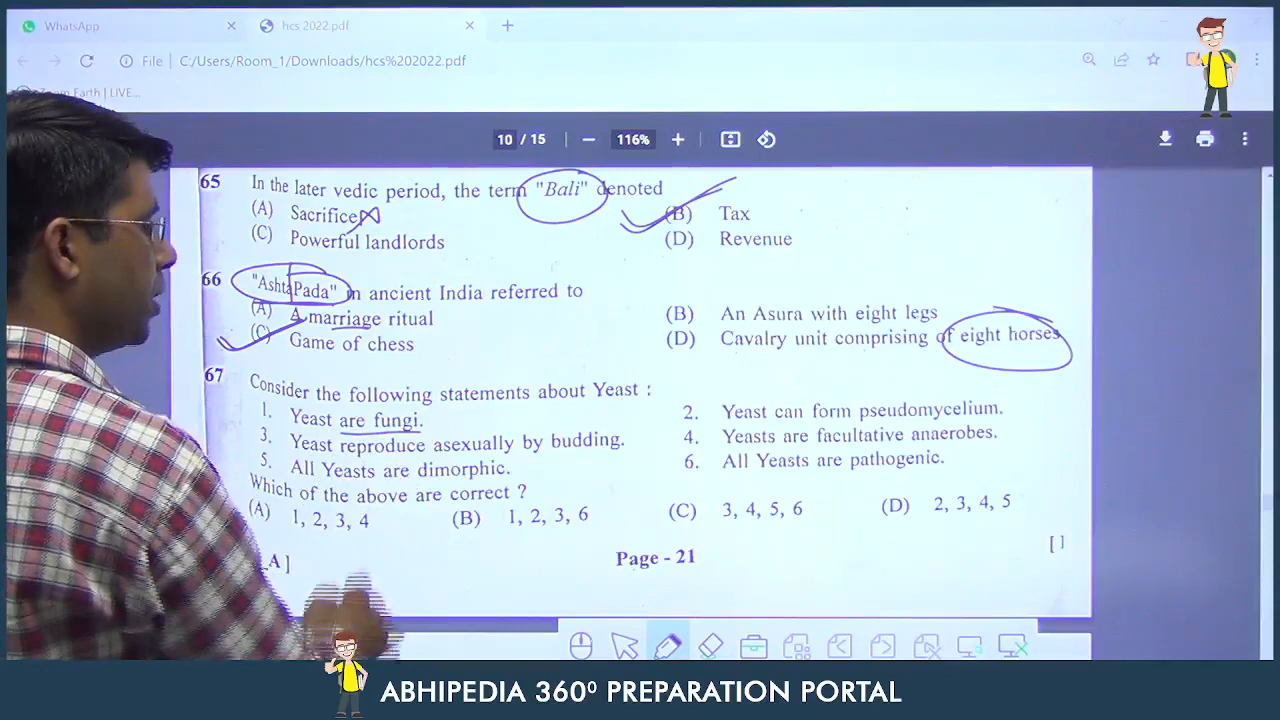 WhatsApp
hcs 2022.pdf
File | C:/Users/Room_1/Downloads/hcs%202022.pdf
Earth | LIVE...
10 / 15
116%
65 In the later vedic period, the term "Bali" denoted
(A) Sacrifice
(B) Tax
(C) Powerful landlords
(D) Revenue
66 "AshtaPada" in ancient India referred to
(A) A marriage ritual
(B) An Asura with eight legs
(C) Game of chess
(D) Cavalry unit comprising of eight horses
67 Consider the following statements about Yeast :
1. Yeast are fungi.
2. Yeast can form pseudomycelium.
3. Yeast reproduce asexually by budding.
4. Yeasts are facultative anaerobes.
5. All Yeasts are dimorphic.
6. All Yeasts are pathogenic.
Which of the above are correct ?
(A) 1, 2, 3, 4
(B) 1, 2, 3, 6
(C) 3, 4, 5, 6
(D) 2, 3, 4, 5
A ]
Page - 21
[ ]
ABHIPEDIA 360⁰ PREPARATION PORTAL